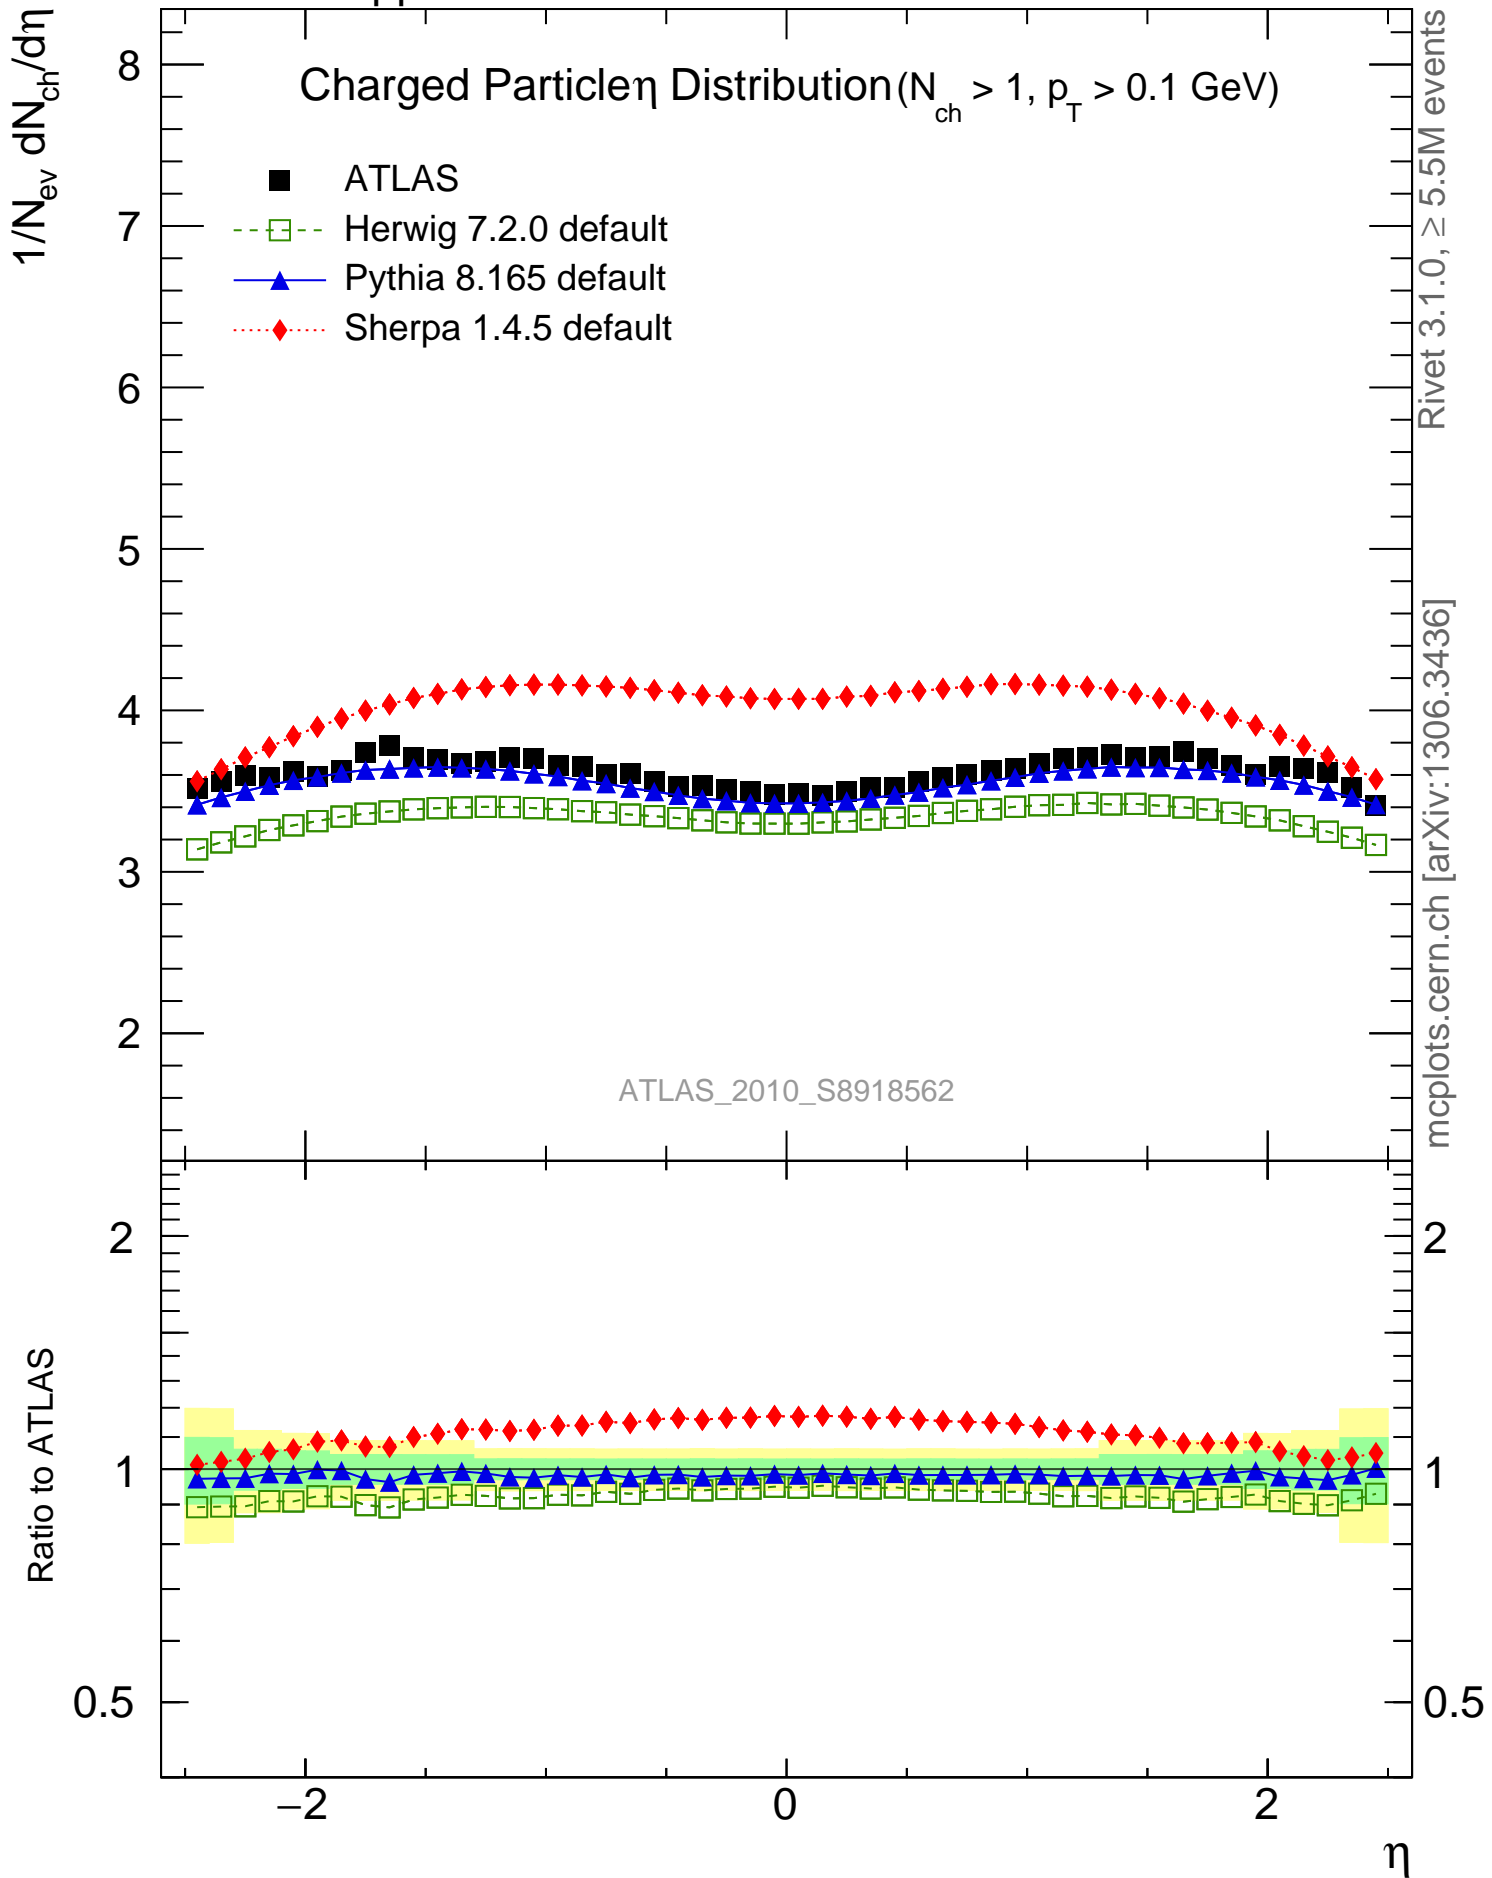 pp
1/N_ev dN_ch/dη
Charged Particleη Distribution(N_ch > 1, p_T > 0.1 GeV)
ATLAS
Herwig 7.2.0 default
Pythia 8.165 default
Sherpa 1.4.5 default
8
7
6
5
4
3
2
ATLAS_2010_S8918562
Rivet 3.1.0, ≥ 5.5M events
mcplots.cern.ch [arXiv:1306.3436]
Ratio to ATLAS
2
1
0.5
2
1
0.5
−2
0
2
η